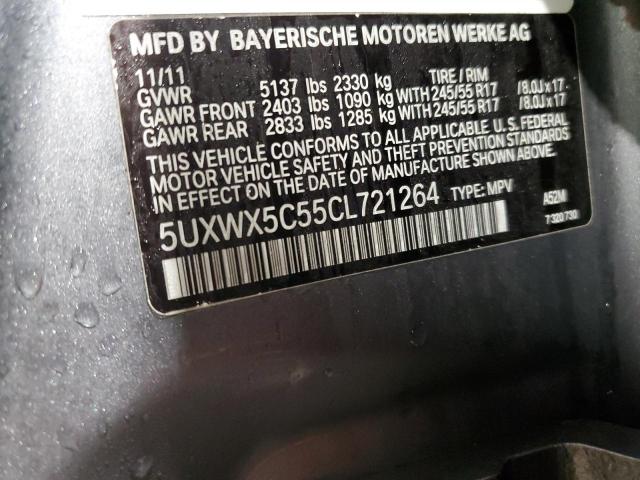 MFD BY BAYERISCHE MOTOREN WERKE AG
11/11 TIRE / RIM
GVWR 5137 lbs 2330 kg
GAWR FRONT 2403 lbs 1090 kg WITH 245/55 R17 /8.0J x 17
GAWR REAR 2833 lbs 1285 kg WITH 245/55 R17 /8.0J x 17
THIS VEHICLE CONFORMS TO ALL APPLICABLE U.S. FEDERAL
MOTOR VEHICLE SAFETY AND THEFT PREVENTION STANDARDS
IN EFFECT ON THE DATE OF MANUFACTURE SHOWN ABOVE.
5UXWX5C55CL721264 TYPE: MPV A52M
7320730